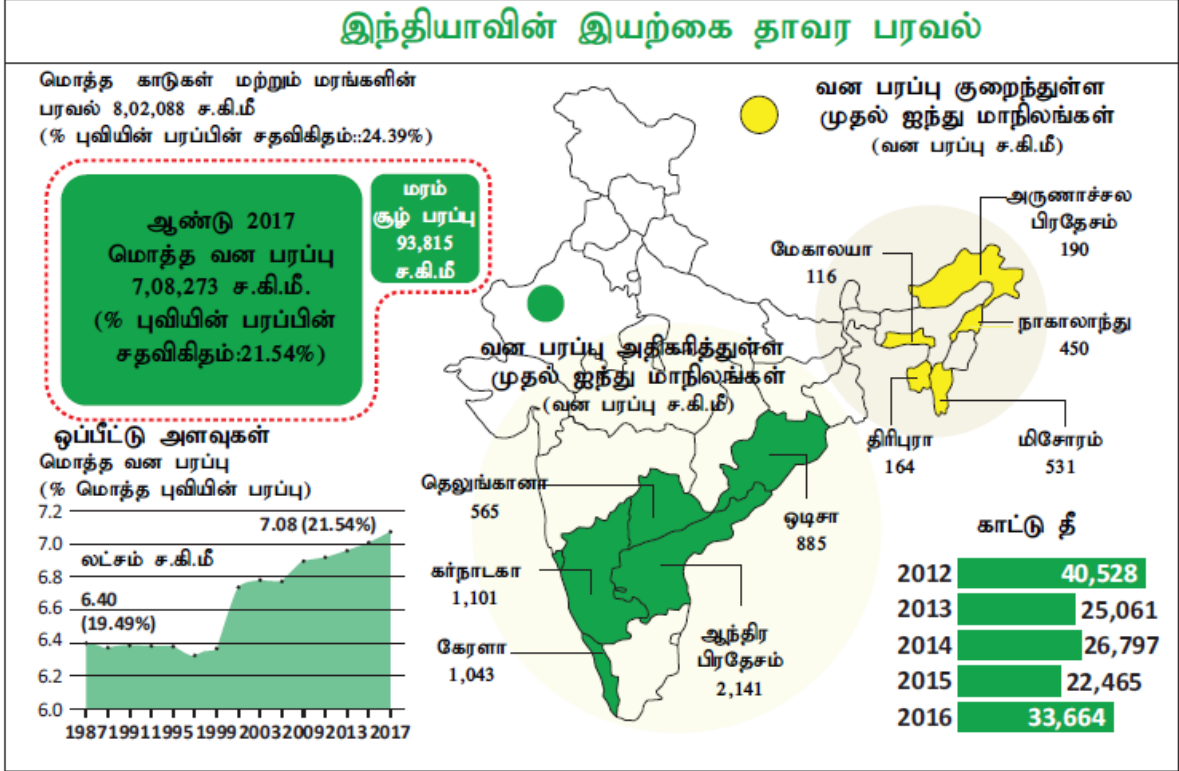 இந்தியாவின் இயற்கை தாவர பரவல்
மொத்த காடுகள் மற்றும் மரங்களின்
பரவல் 8,02,088 ச.கி.மீ
(% புவியின் பரப்பின் சதவிகிதம்::24.39%)
ஆண்டு 2017
மொத்த வன பரப்பு
7,08,273 ச.கி.மீ.
(% புவியின் பரப்பின்
சதவிகிதம்:21.54%)
மரம்
சூழ் பரப்பு
93,815
ச.கி.மீ
வன பரப்பு குறைந்துள்ள
முதல் ஐந்து மாநிலங்கள்
(வன பரப்பு ச.கி.மீ)
அருணாச்சல
பிரதேசம்
190
மேகாலயா
116
நாகாலாந்து
450
திரிபுரா
164
மிசோரம்
531
வன பரப்பு அதிகரித்துள்ள
முதல் ஐந்து மாநிலங்கள்
(வன பரப்பு ச.கி.மீ)
தெலுங்கானா
565
ஒடிசா
885
கர்நாடகா
1,101
கேரளா
1,043
ஆந்திர
பிரதேசம்
2,141
ஒப்பீட்டு அளவுகள்
மொத்த வன பரப்பு
(% மொத்த புவியின் பரப்பு)
7.2
7.08 (21.54%)
7.0
லட்சம் ச.கி.மீ
6.8
6.6
6.40
(19.49%)
6.4
6.2
6.0
1987 1991 1995 1999 2003 2009 2013 2017
காட்டு தீ
2012 40,528
2013 25,061
2014 26,797
2015 22,465
2016 33,664